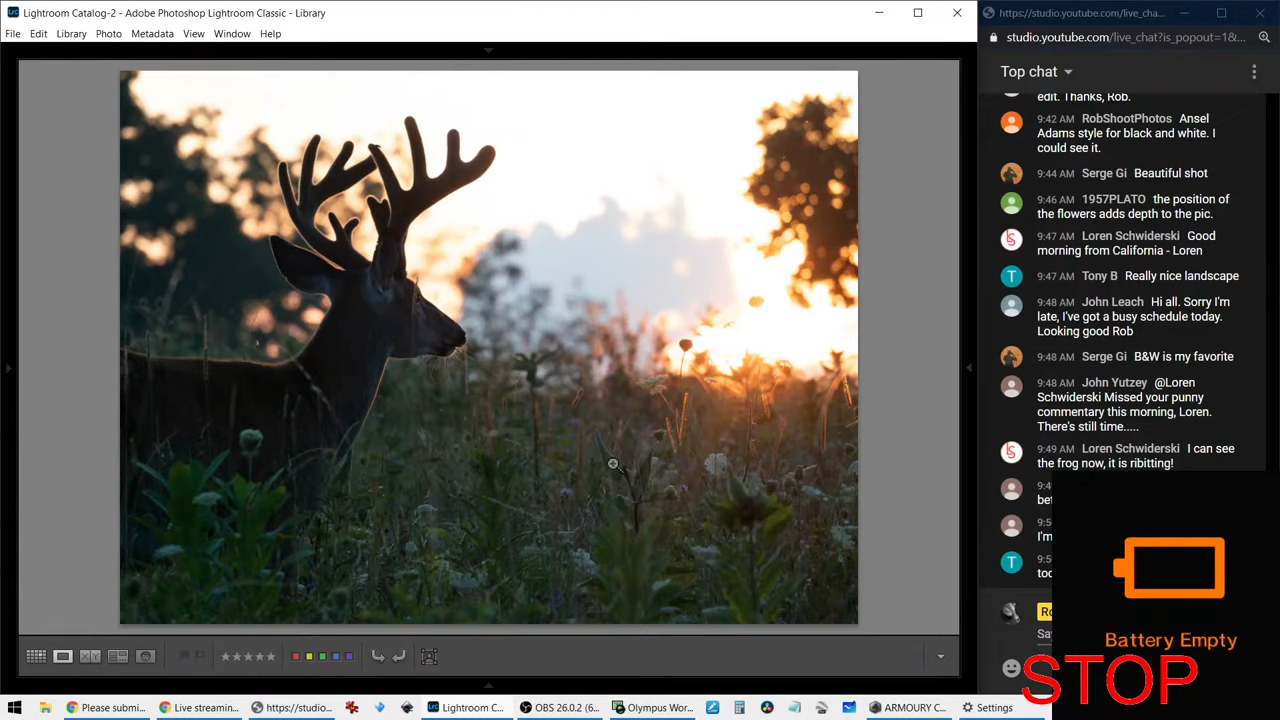 Lightroom Catalog-2 - Adobe Photoshop Lightroom Classic - Library
File Edit Library Photo Metadata View Window Help
https://studio.youtube.com/live_cha...
studio.youtube.com/live_chat?is_popout=1&...
Top chat
edit. Thanks, Rob.
9:42 AM RobShootPhotos Ansel
Adams style for black and white. I
could see it.
9:44 AM Serge Gi Beautiful shot
9:46 AM 1957PLATO the position of
the flowers adds depth to the pic.
9:47 AM Loren Schwiderski Good
morning from California - Loren
9:47 AM Tony B Really nice landscape
9:48 AM John Leach Hi all. Sorry I'm
late, I've got a busy schedule today.
Looking good Rob
9:48 AM Serge Gi B&W is my favorite
9:48 AM John Yutzey @Loren
Schwiderski Missed your punny
commentary this morning, Loren.
There's still time.....
9:49 AM Loren Schwiderski I can see
the frog now, it is ribitting!
I'm
Battery Empty
STOP
Please submi...
Live streamin...
https://studio...
Lightroom C...
OBS 26.0.2 (6...
Olympus Wor...
ARMOURY C...
Settings